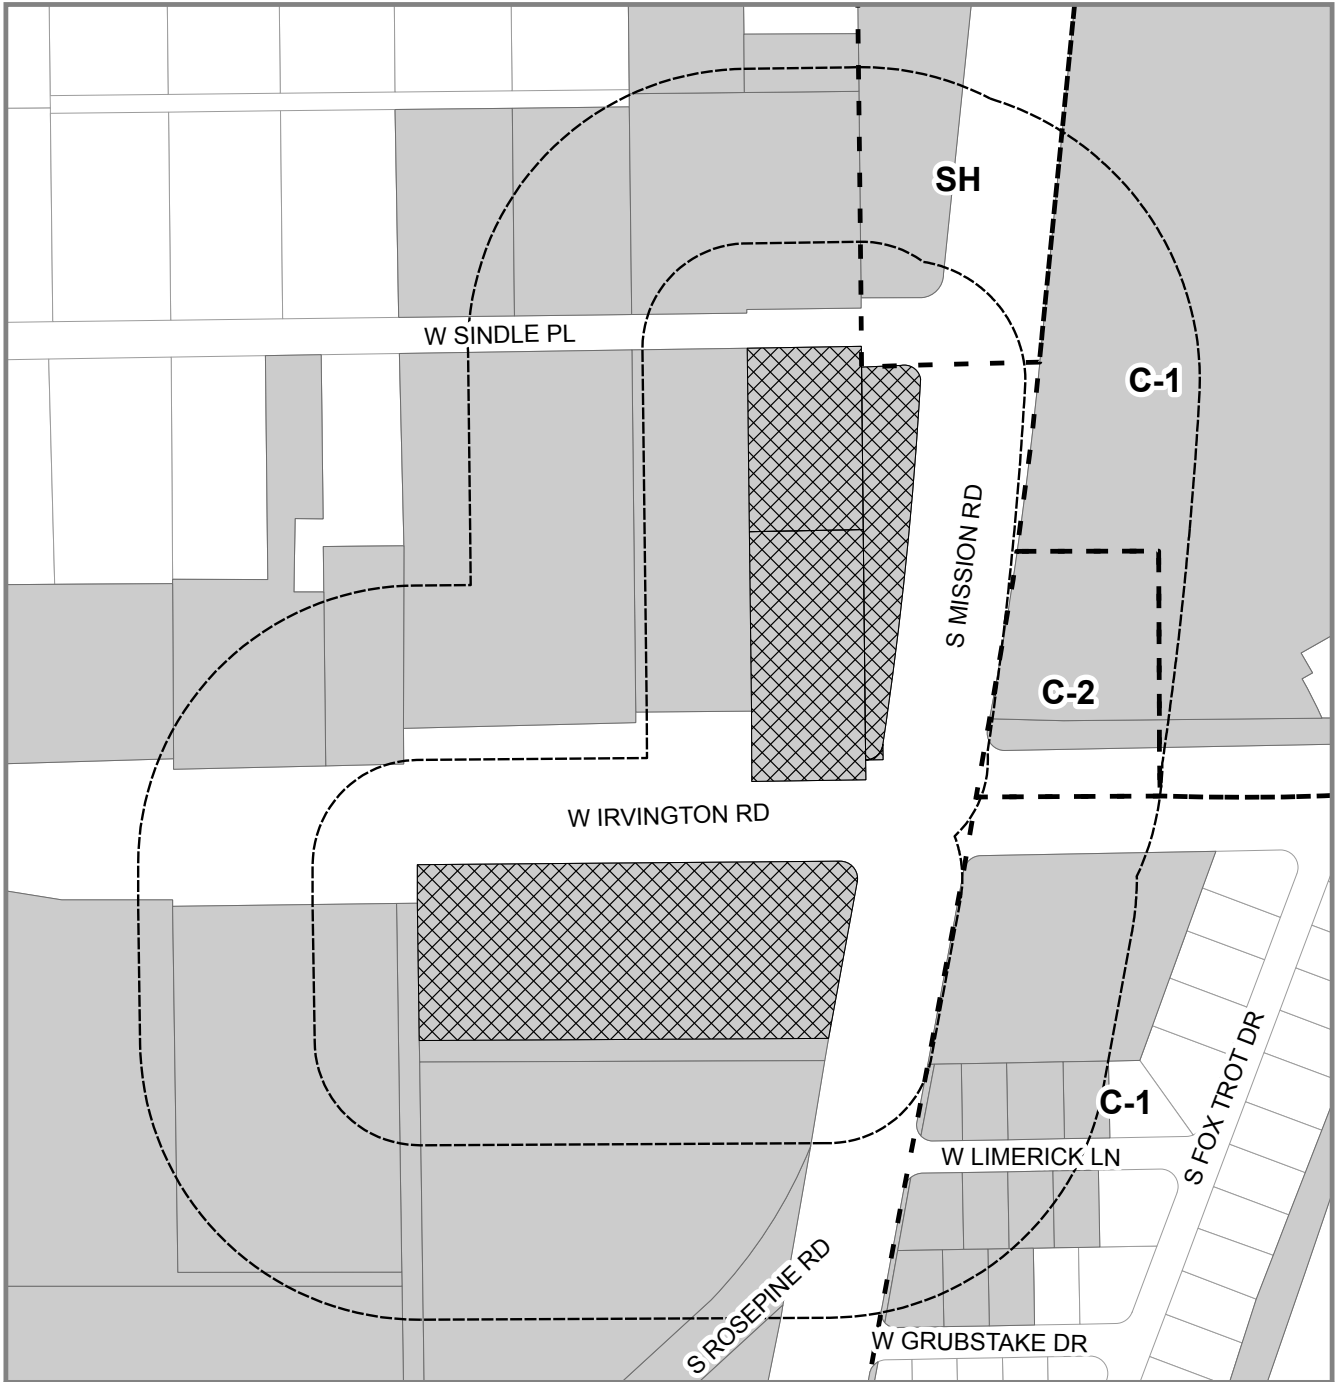 SH
W SINDLE PL
C-1
S MISSION RD
C-2
W IRVINGTON RD
S FOX TROT DR
C-1
W LIMERICK LN
S ROSEPINE RD
W GRUBSTAKE DR